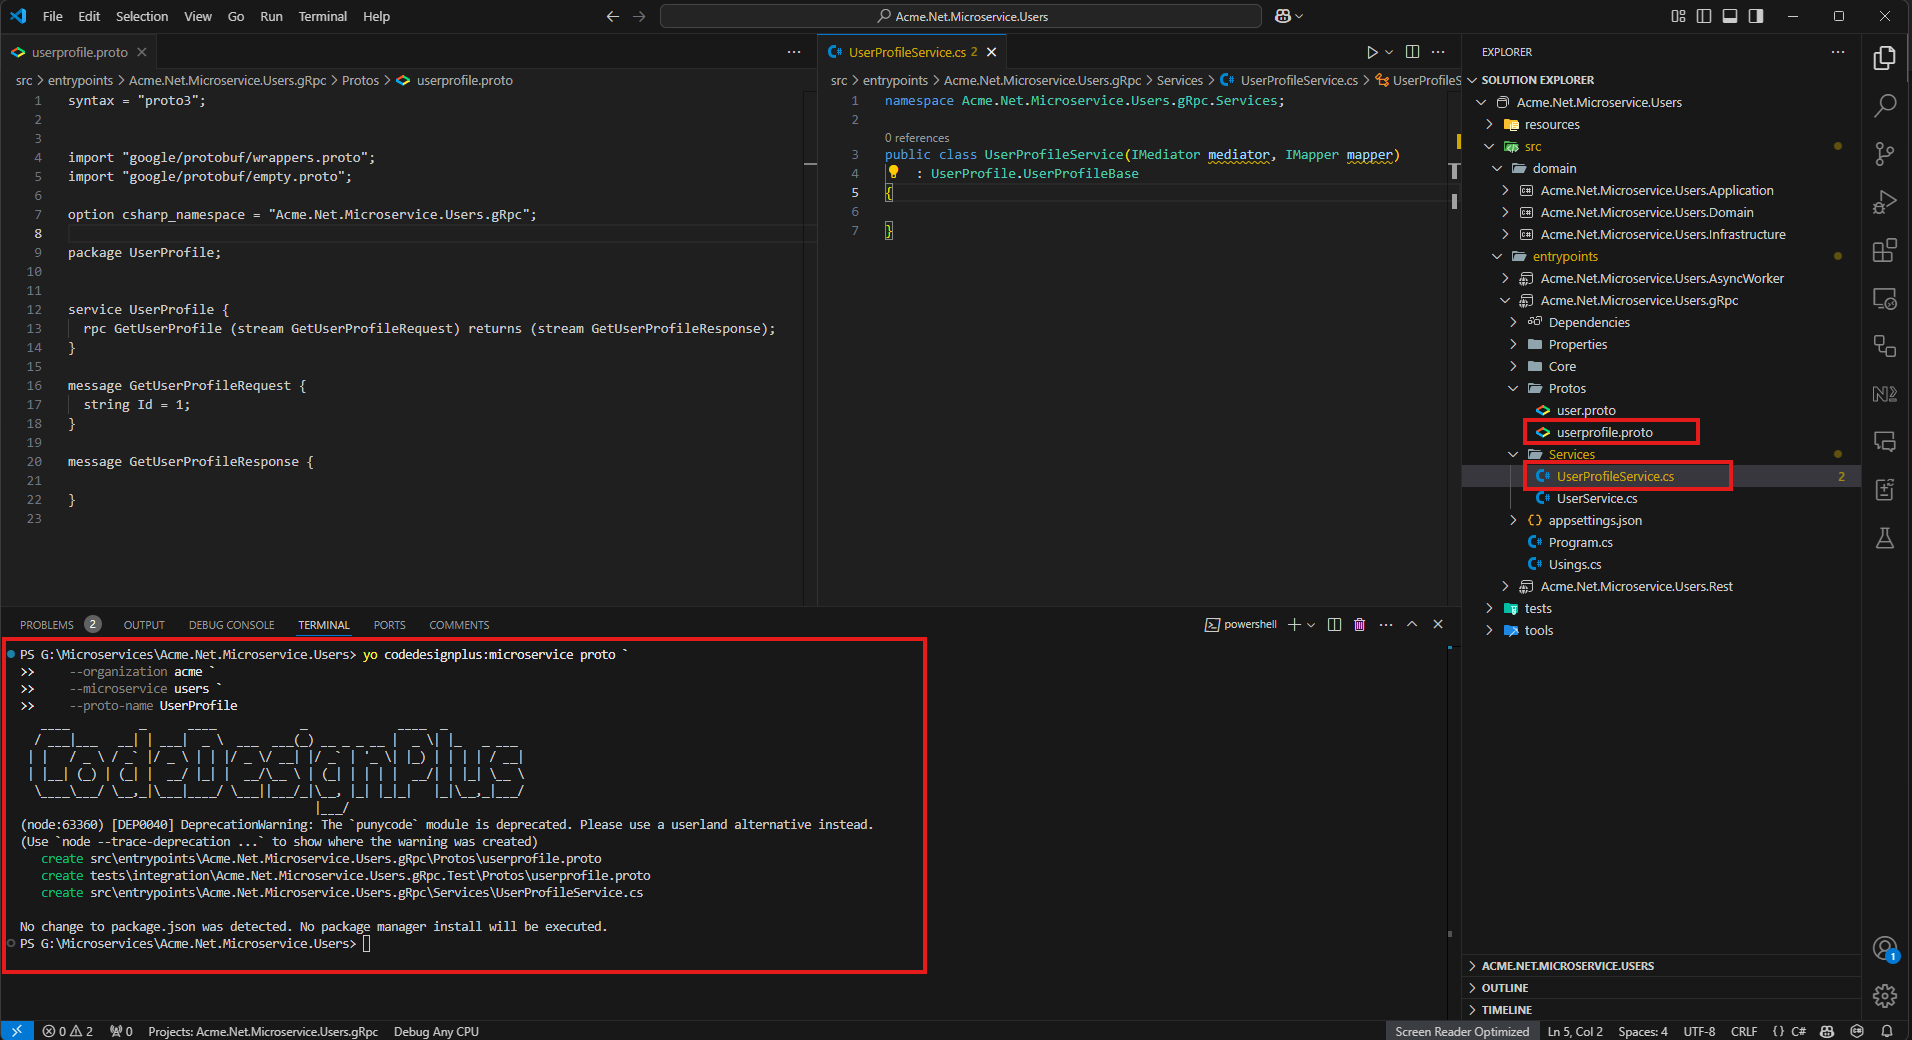 File Edit Selection View Go Run Terminal Help
Acme.Net.Microservice.Users
userprofile.proto
src > entrypoints > Acme.Net.Microservice.Users.gRpc > Protos > userprofile.proto
1 syntax = "proto3";
2
3
4 import "google/protobuf/wrappers.proto";
5 import "google/protobuf/empty.proto";
6
7 option csharp_namespace = "Acme.Net.Microservice.Users.gRpc";
8
9 package UserProfile;
10
11
12 service UserProfile {
13 rpc GetUserProfile (stream GetUserProfileRequest) returns (stream GetUserProfileResponse);
14 }
15
16 message GetUserProfileRequest {
17 string Id = 1;
18 }
19
20 message GetUserProfileResponse {
21
22 }
23
UserProfileService.cs 2
src > entrypoints > Acme.Net.Microservice.Users.gRpc > Services > UserProfileService.cs > UserProfileS
1 namespace Acme.Net.Microservice.Users.gRpc.Services;
2
0 references
3 public class UserProfileService(IMediator mediator, IMapper mapper)
4 : UserProfile.UserProfileBase
5 {
6
7 }
EXPLORER
SOLUTION EXPLORER
Acme.Net.Microservice.Users
resources
src
domain
Acme.Net.Microservice.Users.Application
Acme.Net.Microservice.Users.Domain
Acme.Net.Microservice.Users.Infrastructure
entrypoints
Acme.Net.Microservice.Users.AsyncWorker
Acme.Net.Microservice.Users.gRpc
Dependencies
Properties
Core
Protos
user.proto
userprofile.proto
Services
UserProfileService.cs 2
UserService.cs
appsettings.json
Program.cs
Usings.cs
Acme.Net.Microservice.Users.Rest
tests
tools
ACME.NET.MICROSERVICE.USERS
OUTLINE
TIMELINE
PROBLEMS 2 OUTPUT DEBUG CONSOLE TERMINAL PORTS COMMENTS
powershell
PS G:\Microservices\Acme.Net.Microservice.Users> yo codedesignplus:microservice proto `
>> --organization acme `
>> --microservice users `
>> --proto-name UserProfile
CodeDesignPlus
(node:63360) [DEP0040] DeprecationWarning: The `punycode` module is deprecated. Please use a userland alternative instead.
(Use `node --trace-deprecation ...` to show where the warning was created)
create src\entrypoints\Acme.Net.Microservice.Users.gRpc\Protos\userprofile.proto
create tests\integration\Acme.Net.Microservice.Users.gRpc.Test\Protos\userprofile.proto
create src\entrypoints\Acme.Net.Microservice.Users.gRpc\Services\UserProfileService.cs
No change to package.json was detected. No package manager install will be executed.
PS G:\Microservices\Acme.Net.Microservice.Users>
1
0 2 0 Projects: Acme.Net.Microservice.Users.gRpc Debug Any CPU
Screen Reader Optimized Ln 5, Col 2 Spaces: 4 UTF-8 CRLF {} C#